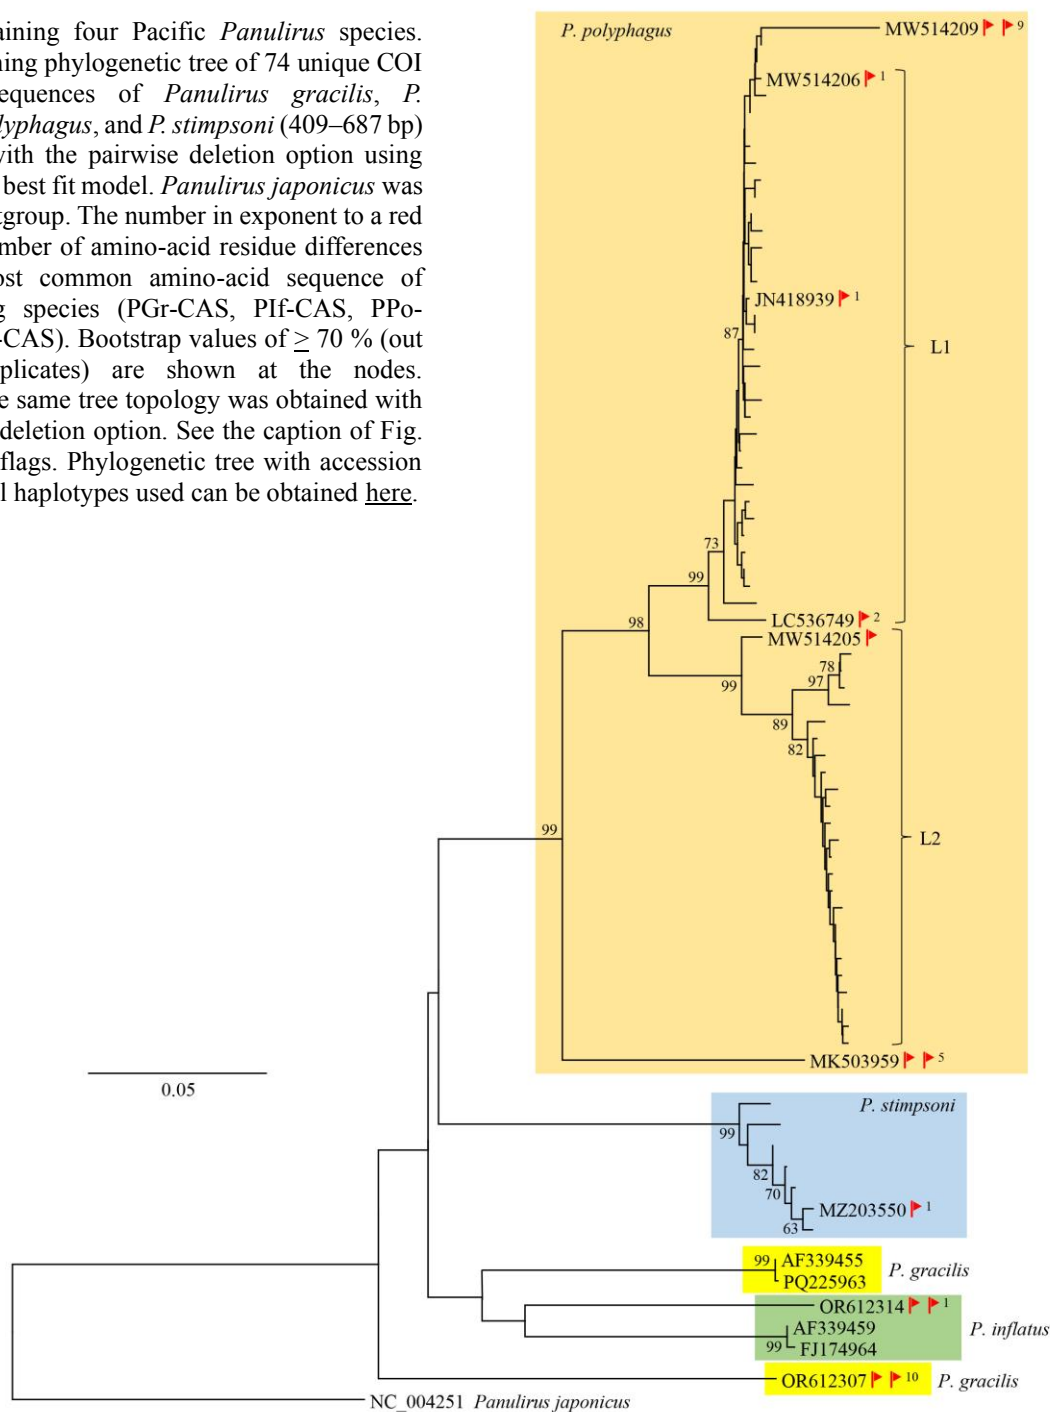 aining four Pacific Panulirus species.
ning phylogenetic tree of 74 unique COI
equences of Panulirus gracilis, P.
lyphagus, and P. stimpsoni (409–687 bp)
with the pairwise deletion option using
best fit model. Panulirus japonicus was
tgroup. The number in exponent to a red
mber of amino-acid residue differences
ost common amino-acid sequence of
g species (PGr-CAS, PIf-CAS, PPo-
-CAS). Bootstrap values of ≥ 70 % (out
plicates) are shown at the nodes.
e same tree topology was obtained with
deletion option. See the caption of Fig.
flags. Phylogenetic tree with accession
l haplotypes used can be obtained here.
P. polyphagus
MW514209 9
MW514206 1
JN418939 1
87
L1
73
99
LC536749 2
98
MW514205
99
78
97
89
82
L2
99
MK503959 5
0.05
P. stimpsoni
99
82
70
MZ203550 1
63
99
AF339455
PQ225963
P. gracilis
OR612314 1
AF339459
P. inflatus
99
FJ174964
OR612307 10
P. gracilis
NC_004251 Panulirus japonicus